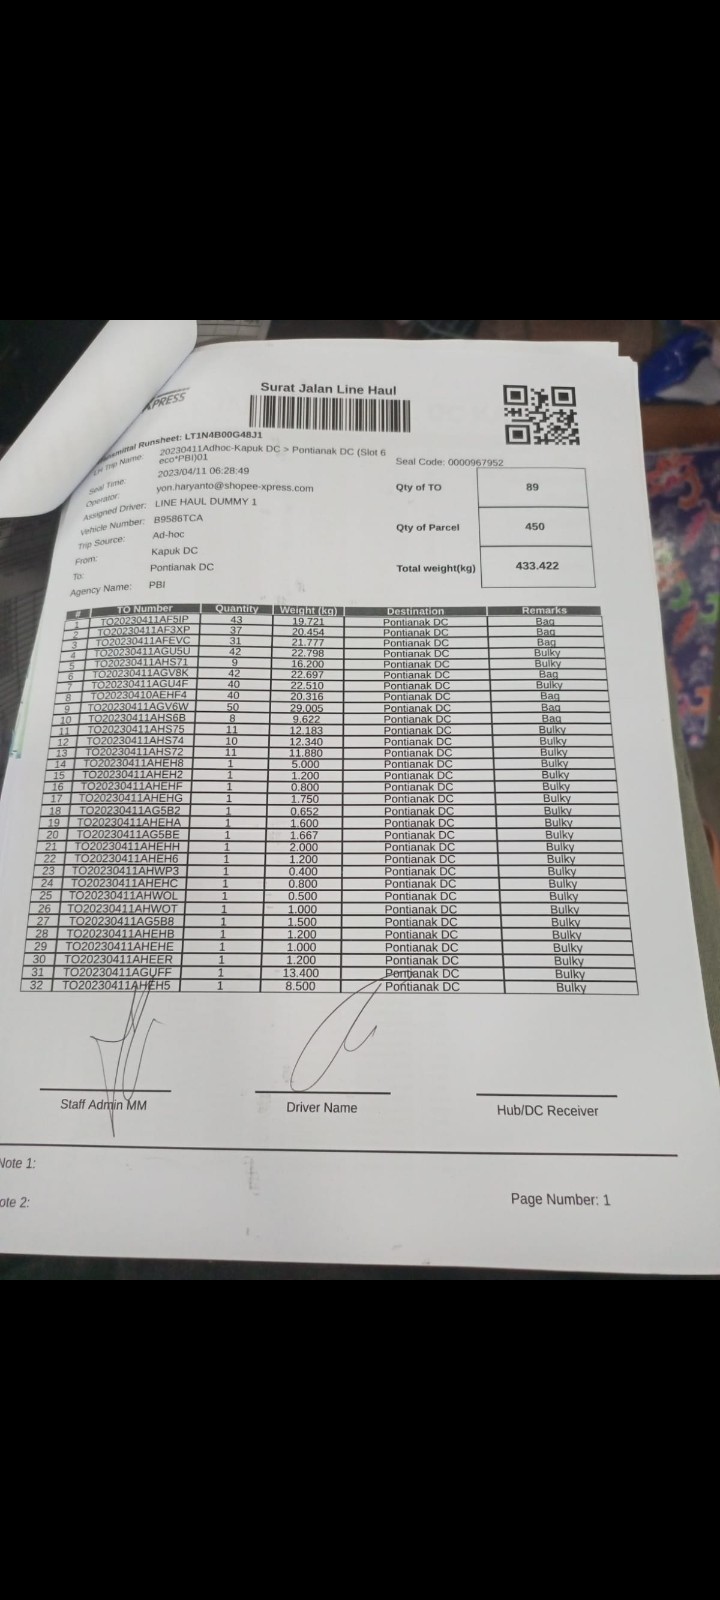 XPRESS
Surat Jalan Line Haul
Runsheet: LT1N4B00G48J1
LH Trip Name: 20230411Adhoc-Kapuk DC > Pontianak DC (Slot 6
eco*PBI)01
Seal Time: 2023/04/11 06:28:49
Operator: yon.haryanto@shopee-xpress.com
Assigned Driver: LINE HAUL DUMMY 1
Vehicle Number: B9586TCA
Trip Source: Ad-hoc
From: Kapuk DC
To: Pontianak DC
Agency Name: PBI
Seal Code: 0000967952
Qty of TO 89
Qty of Parcel 450
Total weight(kg) 433.422
# TO Number Quantity Weight (kg) Destination Remarks
1 TO20230411AF5IP 43 19.721 Pontianak DC Bag
2 TO20230411AF3XP 37 20.454 Pontianak DC Bag
3 TO20230411AFEVC 31 21.777 Pontianak DC Bag
4 TO20230411AGU5U 42 22.798 Pontianak DC Bulky
5 TO20230411AHS71 9 16.200 Pontianak DC Bulky
6 TO20230411AGV8K 42 22.697 Pontianak DC Bag
7 TO20230411AGU4F 40 22.510 Pontianak DC Bulky
8 TO20230410AEHF4 40 20.316 Pontianak DC Bag
9 TO20230411AGV6W 50 29.005 Pontianak DC Bag
10 TO20230411AHS6B 8 9.622 Pontianak DC Bag
11 TO20230411AHS75 11 12.183 Pontianak DC Bulky
12 TO20230411AHS74 10 12.340 Pontianak DC Bulky
13 TO20230411AHS72 11 11.880 Pontianak DC Bulky
14 TO20230411AHEH8 1 5.000 Pontianak DC Bulky
15 TO20230411AHEH2 1 1.200 Pontianak DC Bulky
16 TO20230411AHEHF 1 0.800 Pontianak DC Bulky
17 TO20230411AHEHG 1 1.750 Pontianak DC Bulky
18 TO20230411AG5B2 1 0.652 Pontianak DC Bulky
19 TO20230411AHEHA 1 1.600 Pontianak DC Bulky
20 TO20230411AG5BE 1 1.667 Pontianak DC Bulky
21 TO20230411AHEHH 1 2.000 Pontianak DC Bulky
22 TO20230411AHEH6 1 1.200 Pontianak DC Bulky
23 TO20230411AHWP3 1 0.400 Pontianak DC Bulky
24 TO20230411AHEHC 1 0.800 Pontianak DC Bulky
25 TO20230411AHWOL 1 0.500 Pontianak DC Bulky
26 TO20230411AHWOT 1 1.000 Pontianak DC Bulky
27 TO20230411AG5B8 1 1.500 Pontianak DC Bulky
28 TO20230411AHEHB 1 1.200 Pontianak DC Bulky
29 TO20230411AHEHE 1 1.000 Pontianak DC Bulky
30 TO20230411AHEER 1 1.200 Pontianak DC Bulky
31 TO20230411AGUFF 1 13.400 Pontianak DC Bulky
32 TO20230411AHEH5 1 8.500 Pontianak DC Bulky
Staff Admin MM
Driver Name
Hub/DC Receiver
Note 1:
ote 2:
Page Number: 1